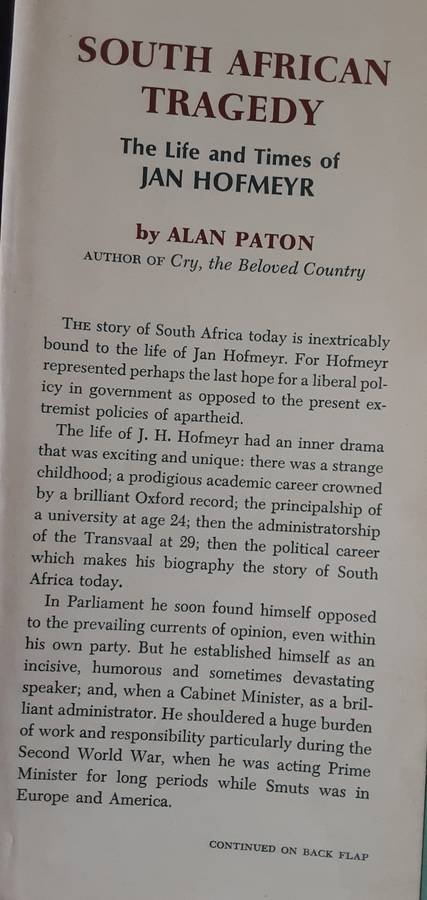 SOUTH AFRICAN
TRAGEDY
The Life and Times of
JAN HOFMEYR
by ALAN PATON
AUTHOR OF Cry, the Beloved Country
THE story of South Africa today is inextricably
bound to the life of Jan Hofmeyr. For Hofmeyr
represented perhaps the last hope for a liberal pol-
icy in government as opposed to the present ex-
tremist policies of apartheid.
The life of J. H. Hofmeyr had an inner drama
that was exciting and unique: there was a strange
childhood; a prodigious academic career crowned
by a brilliant Oxford record; the principalship of
a university at age 24; then the administratorship
of the Transvaal at 29; then the political career
which makes his biography the story of South
Africa today.
In Parliament he soon found himself opposed
to the prevailing currents of opinion, even within
his own party. But he established himself as an
incisive, humorous and sometimes devastating
speaker; and, when a Cabinet Minister, as a bril-
liant administrator. He shouldered a huge burden
of work and responsibility particularly during the
Second World War, when he was acting Prime
Minister for long periods while Smuts was in
Europe and America.
CONTINUED ON BACK FLAP